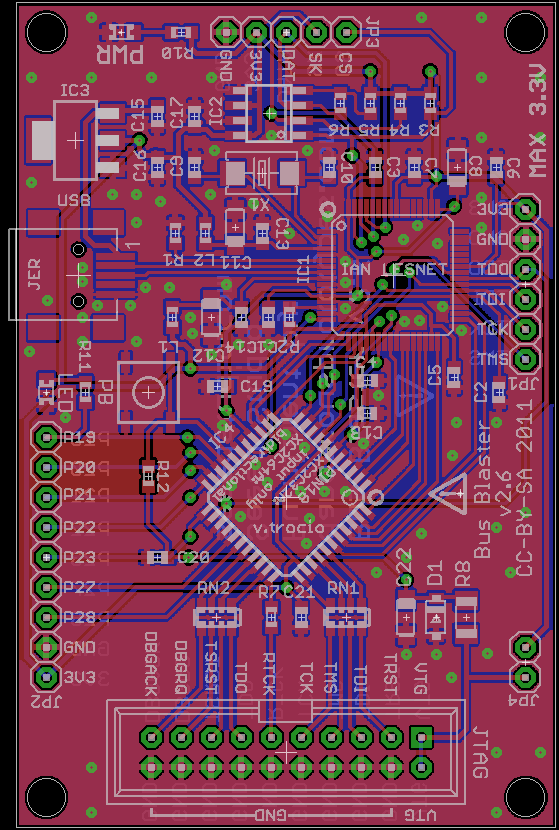 PWR
R10
GND
3V3
DAT
SK
CS
JP3
MAX 3.3V
IC3
C15
C17
IC2
R6
R5
R4
R3
C16
C9
C10
C3
C8
C6
USB
X1
3V3
GND
TDO
TDI
TCK
TMS
JP1
1
R1
L2
C11
C13
IC1
IAN LESNET
JER
L1
C12
C14
R2
R11
LED
PB
C19
C4
C18
C5
C2
P19
P20
P21
P22
P23
P27
P28
GND
3V3
JP2
R12
C20
v.trocio
Bus Blaster
v2.6
CC-BY-SA 2011
C22
D1
R8
RN2
R7
C21
RN1
DBGACK
DBGRQ
TSRST
TDO
RTCK
TCK
TMS
TDI
TRST
VTG
JP4
JTAG
GND
VTG